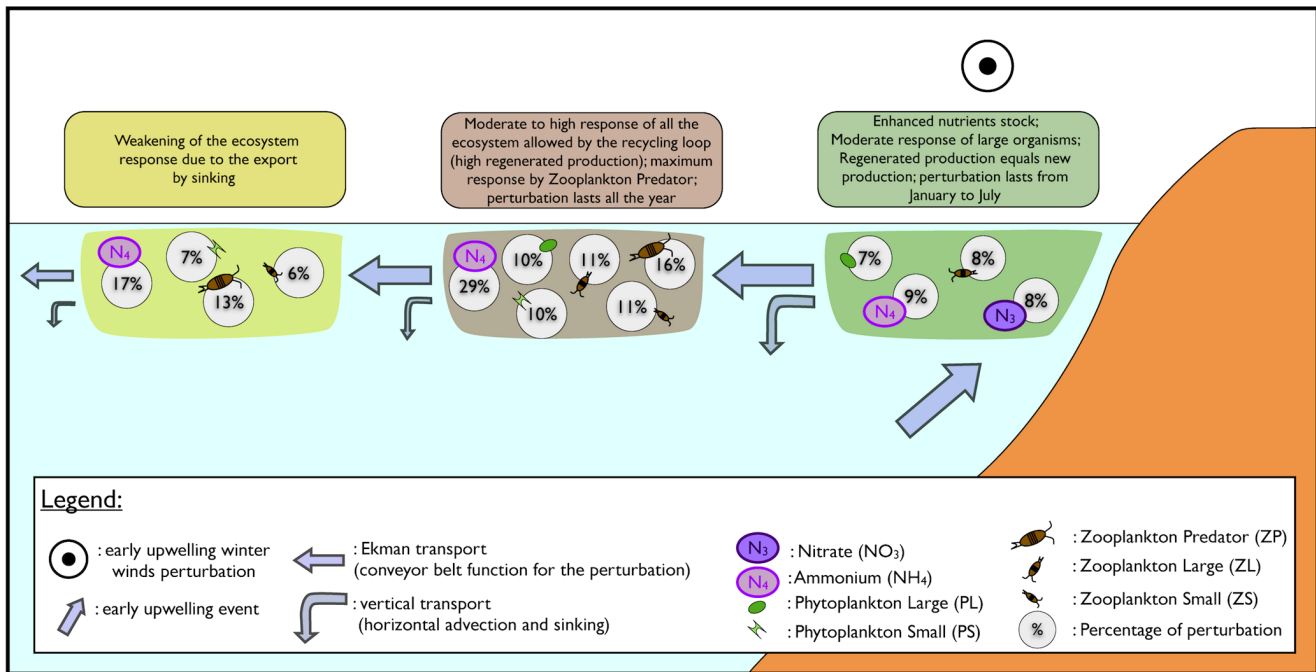 Weakening of the ecosystem
response due to the export
by sinking
Moderate to high response of all the
ecosystem allowed by the recycling loop
(high regenerated production); maximum
response by Zooplankton Predator;
perturbation lasts all the year
Enhanced nutrients stock;
Moderate response of large organisms;
Regenerated production equals new
production; perturbation lasts from
January to July
N₄
17%
7%
13%
6%
N₄
29%
10%
10%
11%
11%
16%
7%
N₄
9%
8%
N₃
8%
Legend:
: early upwelling winter
winds perturbation
: early upwelling event
: Ekman transport
(conveyor belt function for the perturbation)
: vertical transport
(horizontal advection and sinking)
N₃ : Nitrate (NO₃)
N₄ : Ammonium (NH₄)
: Phytoplankton Large (PL)
: Phytoplankton Small (PS)
: Zooplankton Predator (ZP)
: Zooplankton Large (ZL)
: Zooplankton Small (ZS)
% : Percentage of perturbation